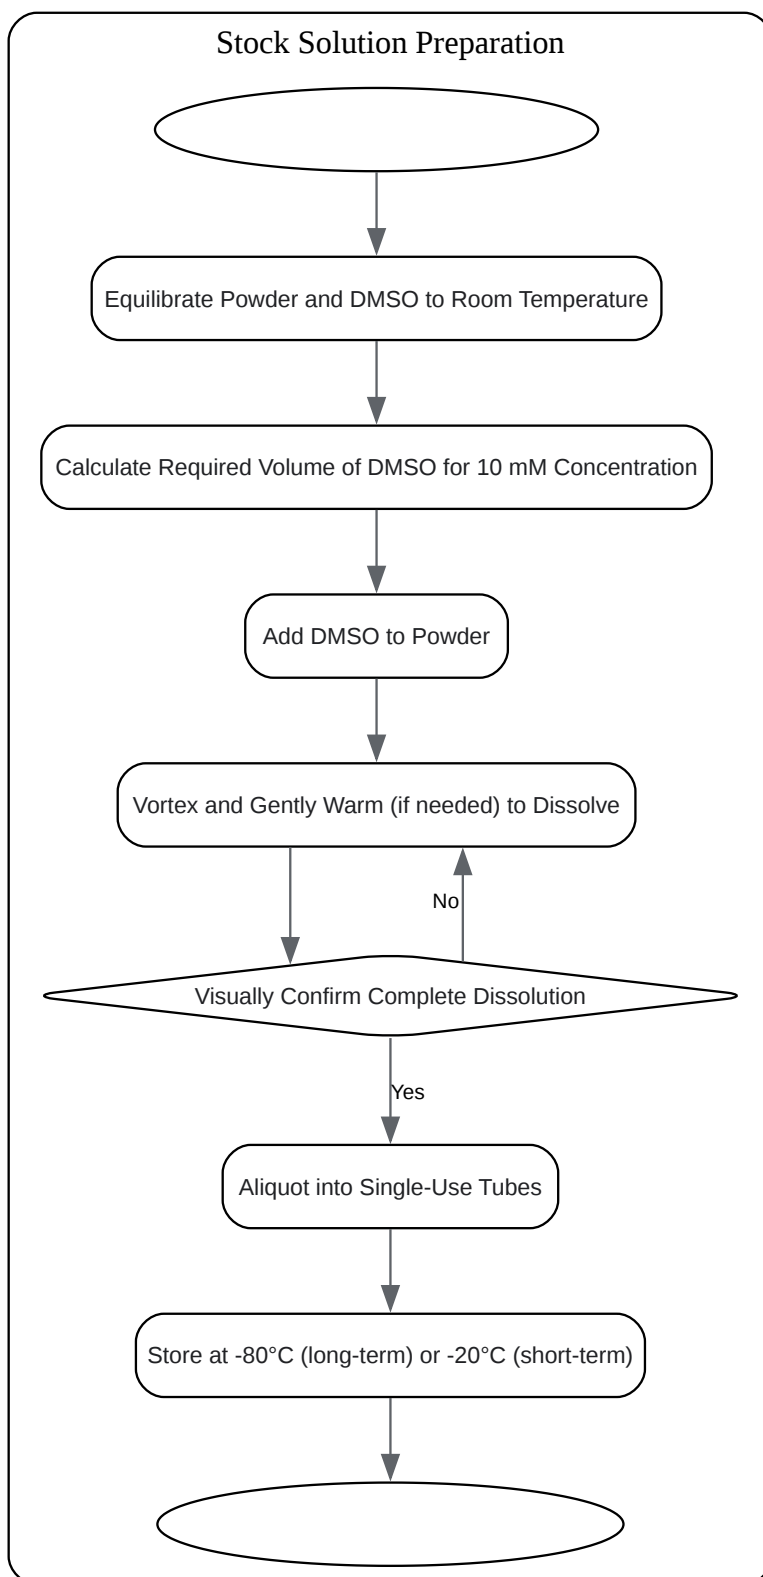 Stock Solution Preparation
Equilibrate Powder and DMSO to Room Temperature
Calculate Required Volume of DMSO for 10 mM Concentration
Add DMSO to Powder
Vortex and Gently Warm (if needed) to Dissolve
No
Visually Confirm Complete Dissolution
Yes
Aliquot into Single-Use Tubes
Store at -80°C (long-term) or -20°C (short-term)